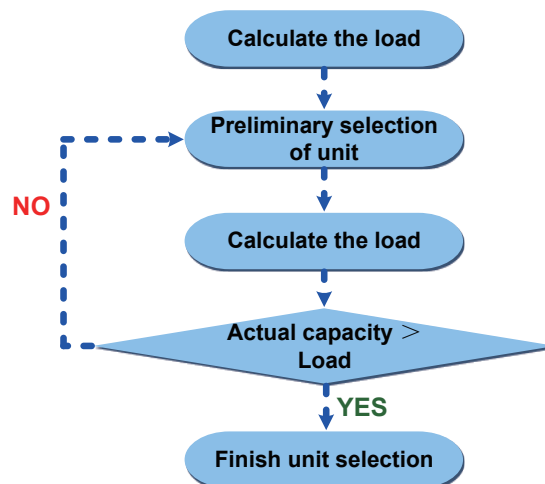 Calculate the load
Preliminary selection
of unit
NO
Calculate the load
Actual capacity ＞
Load
YES
Finish unit selection